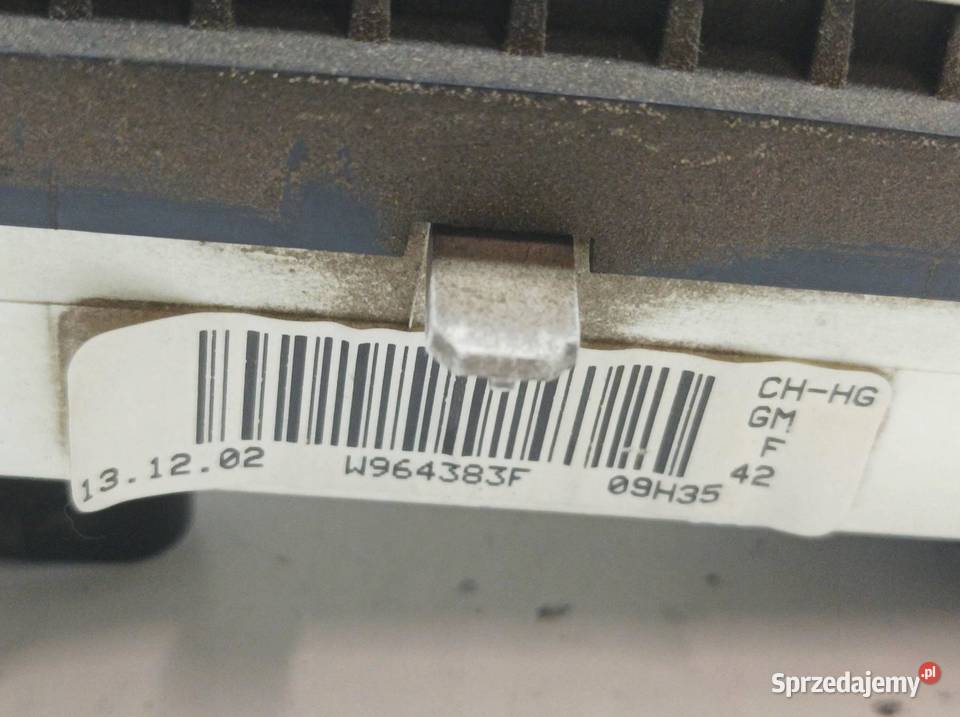 CH-HG
GM
F
42
13.12.02 W964383F 09H35
Sprzedajemy.pl